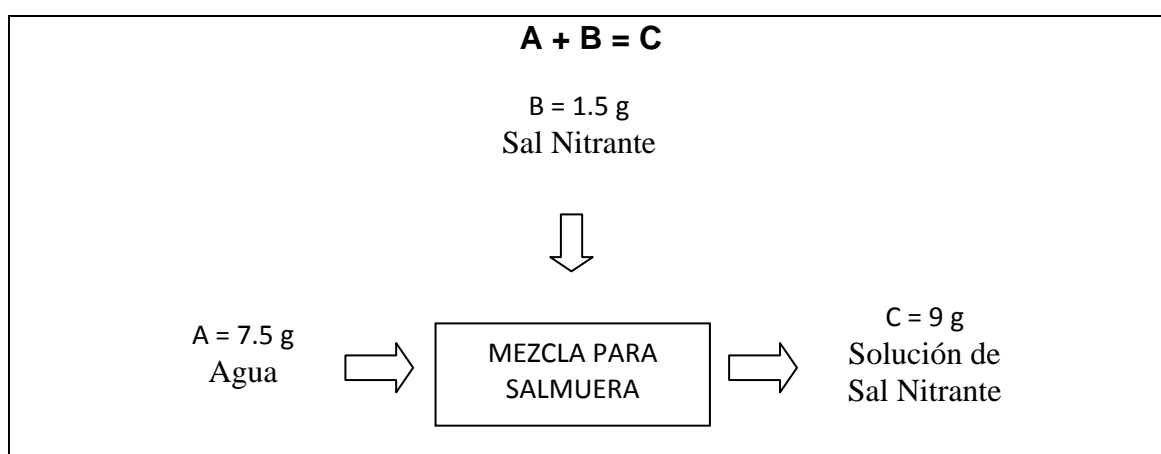 A + B = C
B = 1.5 g
Sal Nitrante
A = 7.5 g
Agua
MEZCLA PARA
SALMUERA
C = 9 g
Solución de
Sal Nitrante